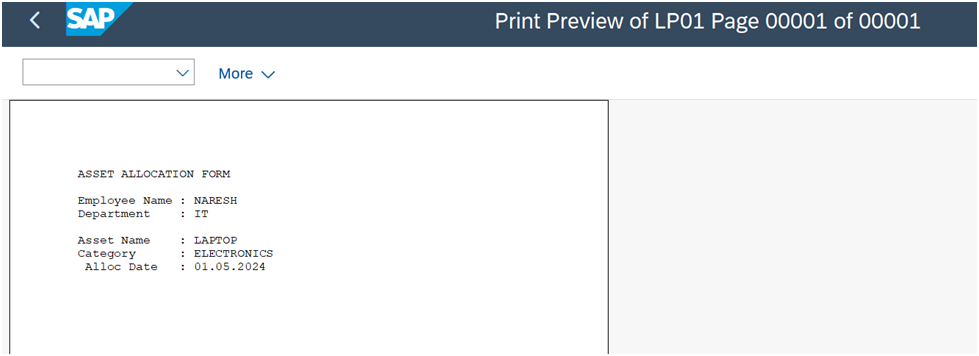 SAP
Print Preview of LP01 Page 00001 of 00001
More
ASSET ALLOCATION FORM
Employee Name : NARESH
Department : IT
Asset Name : LAPTOP
Category : ELECTRONICS
Alloc Date : 01.05.2024